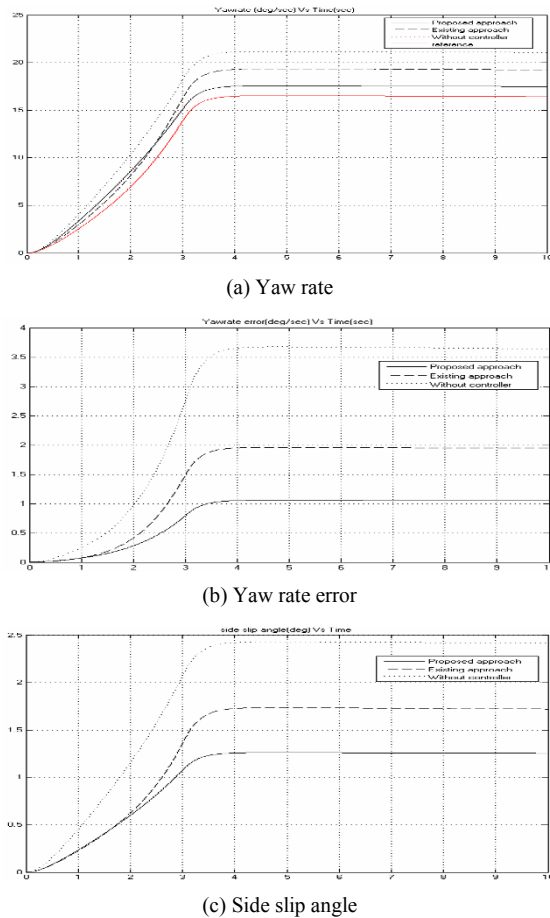 Yawrate (deg/sec) Vs Time(sec)
Proposed approach
Existing approach
Without controller
reference
25
20
15
10
5
0
0 1 2 3 4 5 6 7 8 9 10
(a) Yaw rate
Yawrate error(deg/sec) Vs Time(sec)
Proposed approach
Existing approach
Without controller
4
3.5
3
2.5
2
1.5
1
0.5
0
0 1 2 3 4 5 6 7 8 9 10
(b) Yaw rate error
side slip angle(deg) Vs Time
Proposed approach
Existing approach
Without controller
2.5
2
1.5
1
0.5
0
0 1 2 3 4 5 6 7 8 9 10
(c) Side slip angle